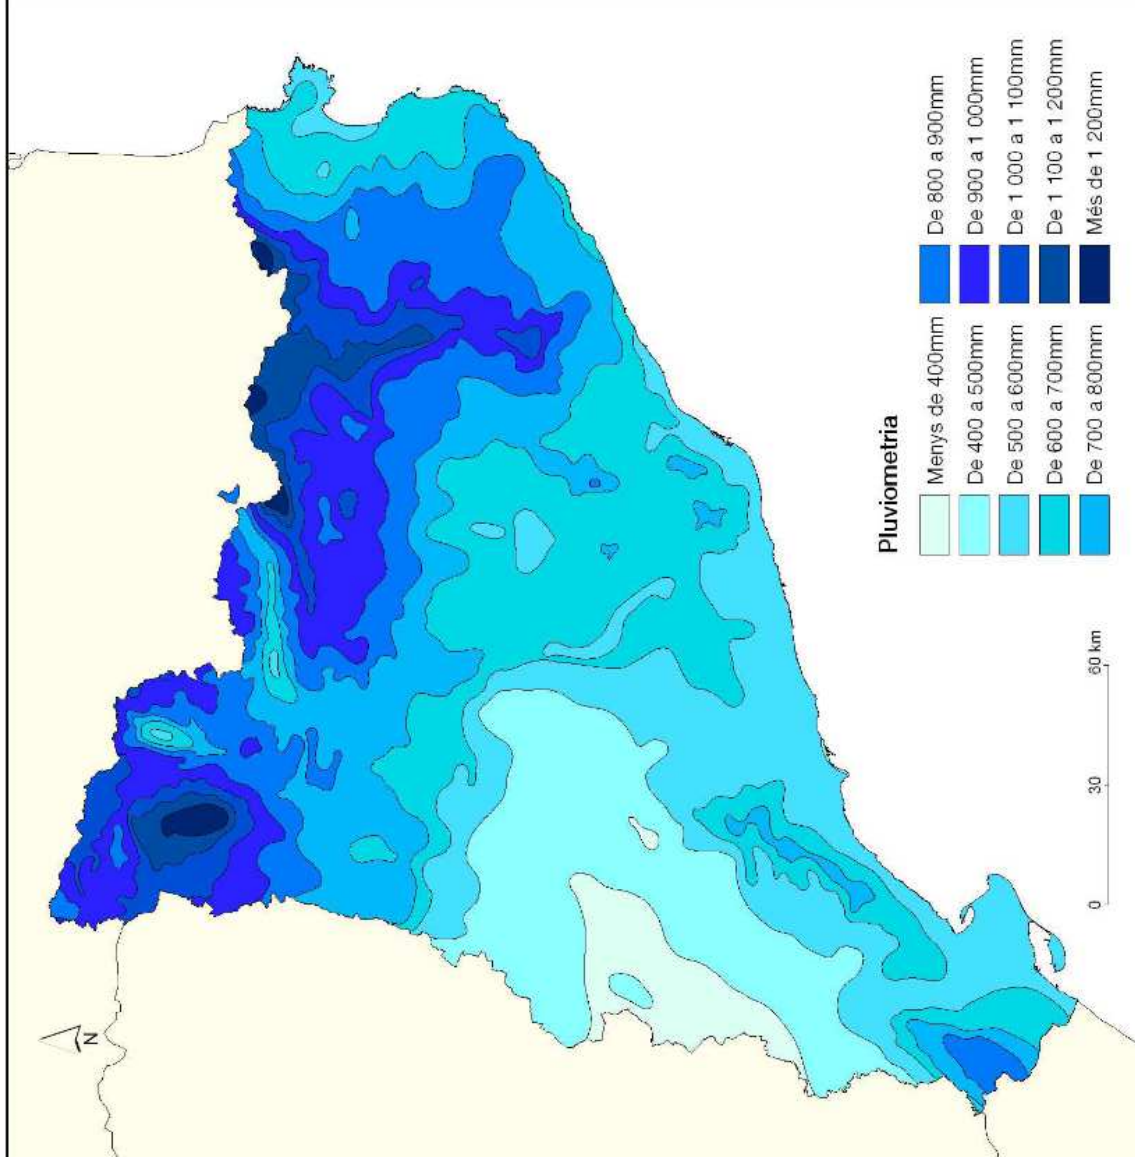 Pluviometria
Menys de 400mm
De 400 a 500mm
De 500 a 600mm
De 600 a 700mm
De 700 a 800mm
De 800 a 900mm
De 900 a 1 000mm
De 1 000 a 1 100mm
De 1 100 a 1 200mm
Més de 1 200mm
0 30 60 km
N